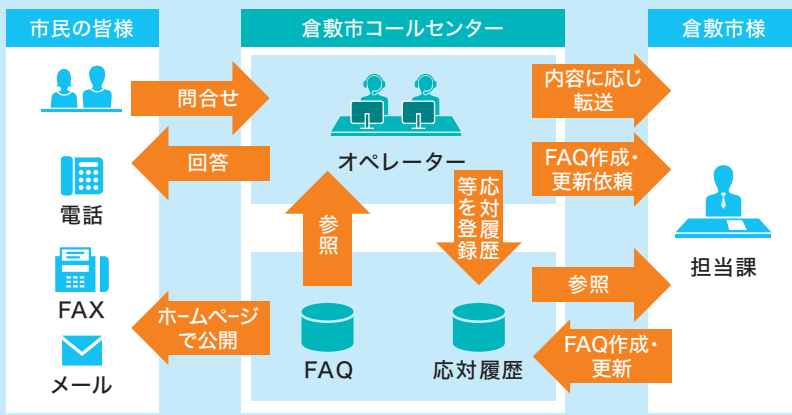 市民の皆様
倉敷市コールセンター
倉敷市様
問合せ
回答
電話
FAX
メール
オペレーター
参照
応対履歴
等を登録
ホームページ
で公開
FAQ
応対履歴
内容に応じ
転送
FAQ作成・
更新依頼
参照
FAQ作成・
更新
担当課